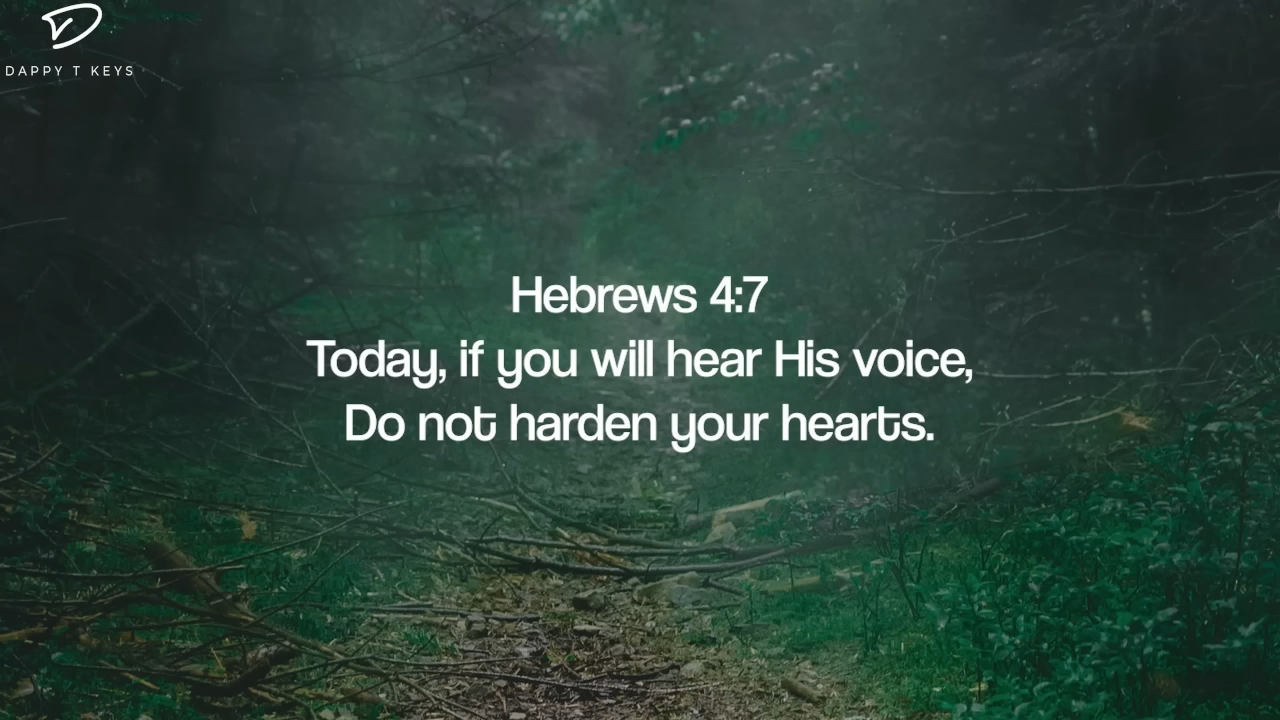 DAPPY T KEYS
Hebrews 4:7
Today, if you will hear His voice,
Do not harden your hearts.